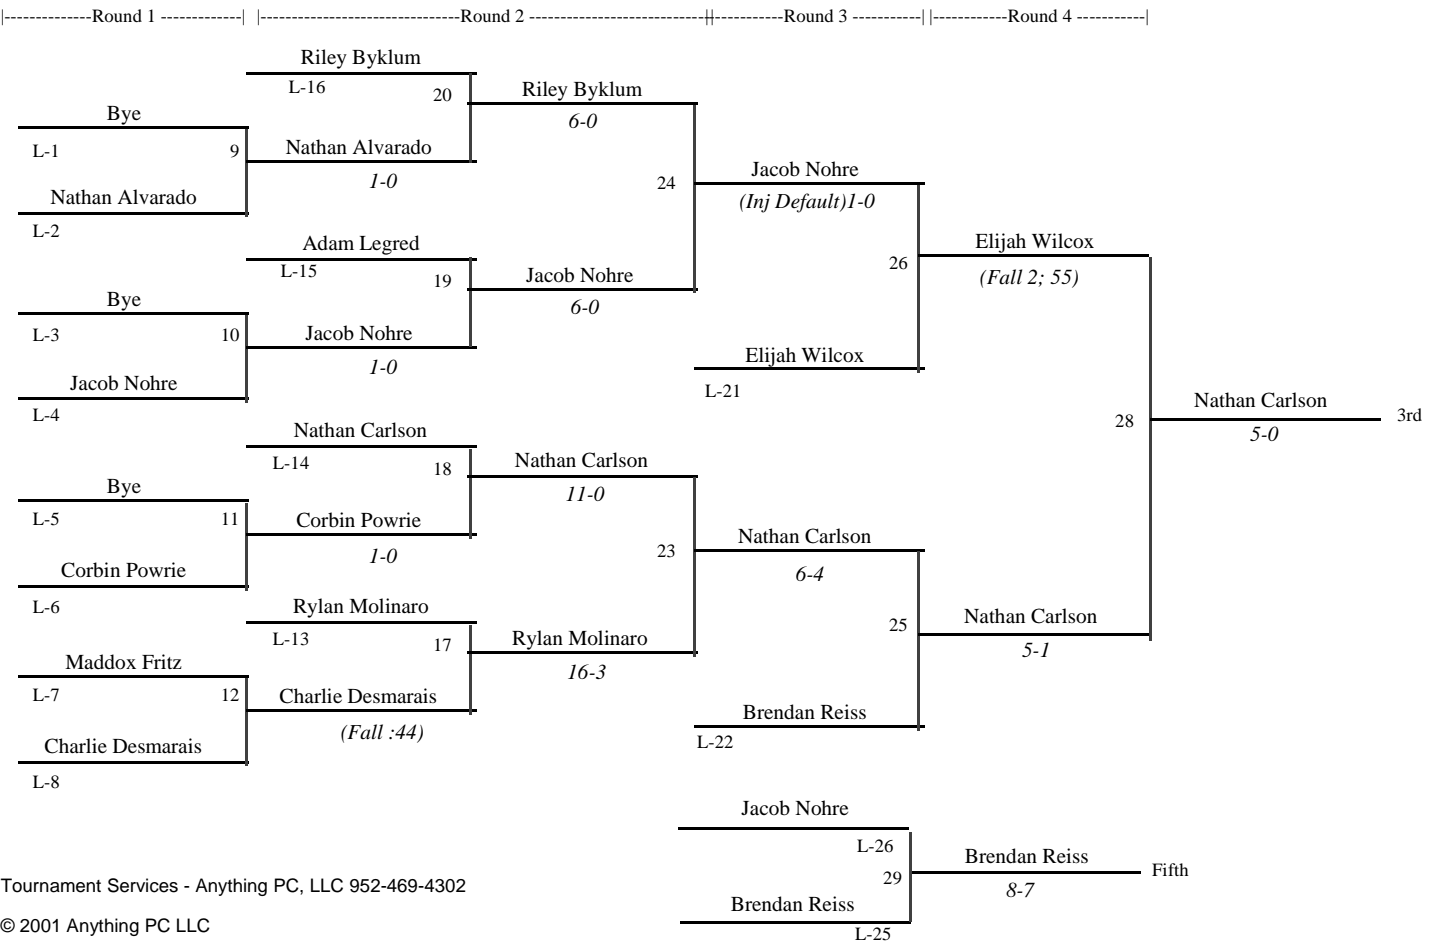 |--------------Round 1 -------------| |--------------------------------Round 2 ----------------------------||-----------Round 3 -----------| |------------Round 4 -----------|
Riley Byklum
L-16
20
Riley Byklum
6-0
Bye
L-1
9
Nathan Alvarado
1-0
Nathan Alvarado
L-2
24
Jacob Nohre
(Inj Default)1-0
Adam Legred
L-15
19
Jacob Nohre
6-0
Bye
L-3
10
Jacob Nohre
1-0
Jacob Nohre
L-4
26
Elijah Wilcox
(Fall 2; 55)
Elijah Wilcox
L-21
28
Nathan Carlson
5-0
3rd
Nathan Carlson
L-14
18
Nathan Carlson
11-0
Bye
L-5
11
Corbin Powrie
1-0
Corbin Powrie
L-6
23
Nathan Carlson
6-4
Rylan Molinaro
L-13
17
Rylan Molinaro
16-3
Maddox Fritz
L-7
12
Charlie Desmarais
(Fall :44)
Charlie Desmarais
L-8
25
Nathan Carlson
5-1
Brendan Reiss
L-22
Jacob Nohre
L-26
29
Brendan Reiss
8-7
Fifth
Brendan Reiss
L-25
Tournament Services - Anything PC, LLC 952-469-4302
© 2001 Anything PC LLC